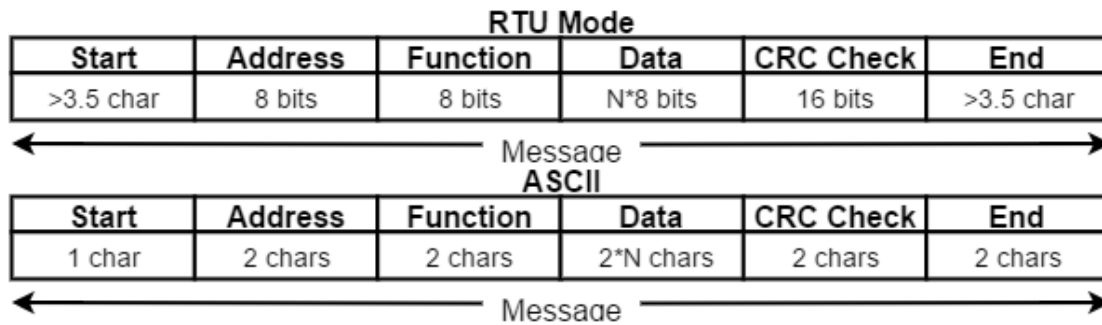 RTU Mode
Start Address Function Data CRC Check End
>3.5 char 8 bits 8 bits N*8 bits 16 bits >3.5 char
Message
ASCII
Start Address Function Data CRC Check End
1 char 2 chars 2 chars 2*N chars 2 chars 2 chars
Message